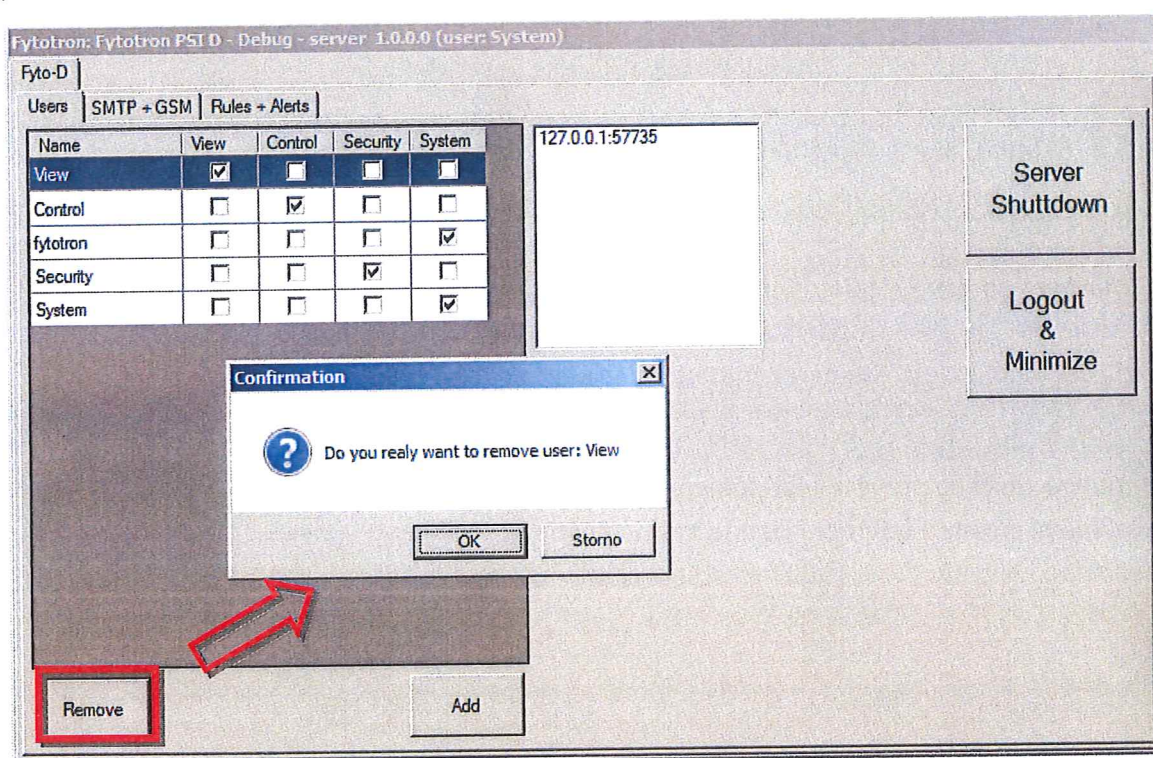 Fytotron: Fytotron PSI D - Debug - server 1.0.0.0 (user: System)
Fyto-D
Users SMTP + GSM Rules + Alerts
Name View Control Security System
View
Control
fytotron
Security
System
127.0.0.1:57735
Server
Shuttdown
Logout
&
Minimize
Confirmation
Do you realy want to remove user: View
OK Storno
Remove Add